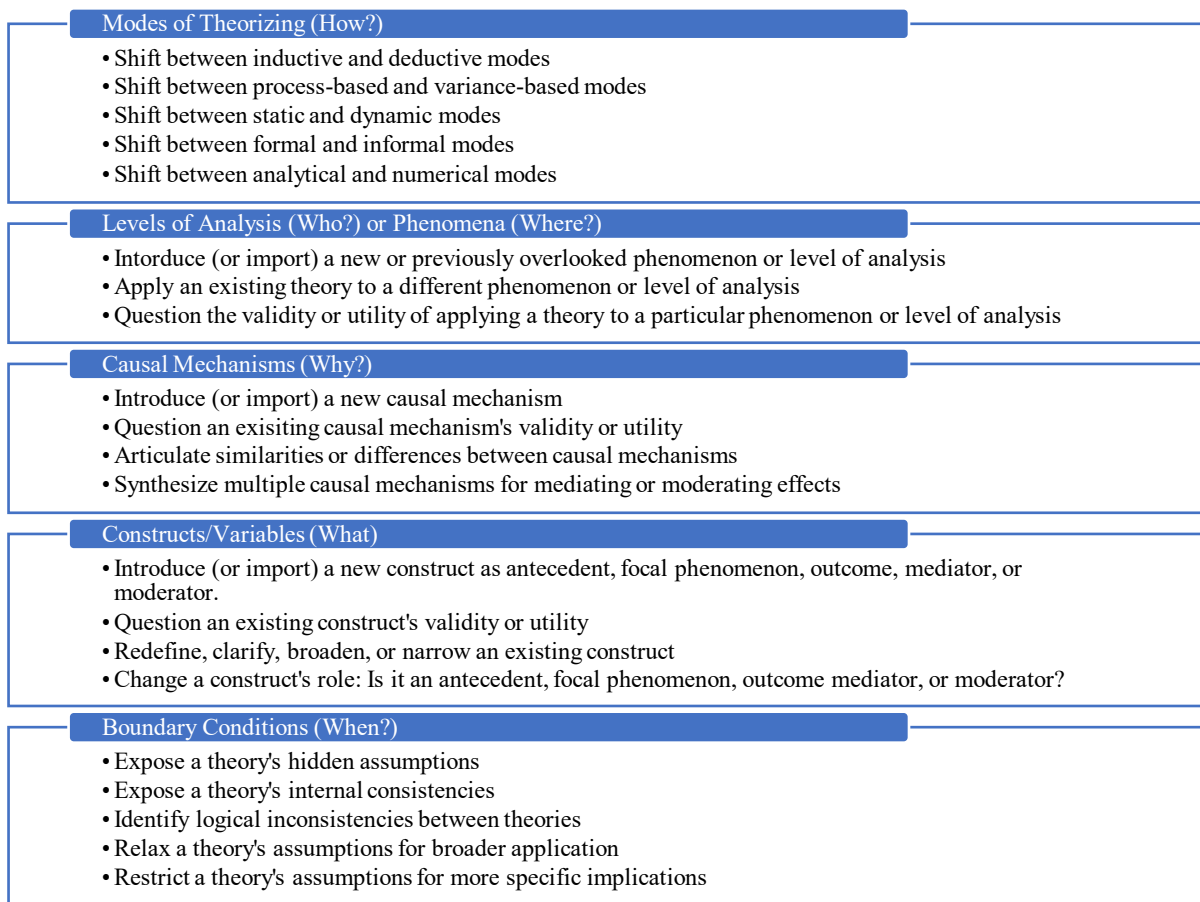 Modes of Theorizing (How?)
• Shift between inductive and deductive modes
• Shift between process-based and variance-based modes
• Shift between static and dynamic modes
• Shift between formal and informal modes
• Shift between analytical and numerical modes
Levels of Analysis (Who?) or Phenomena (Where?)
• Intorduce (or import) a new or previously overlooked phenomenon or level of analysis
• Apply an existing theory to a different phenomenon or level of analysis
• Question the validity or utility of applying a theory to a particular phenomenon or level of analysis
Causal Mechanisms (Why?)
• Introduce (or import) a new causal mechanism
• Question an exisiting causal mechanism's validity or utility
• Articulate similarities or differences between causal mechanisms
• Synthesize multiple causal mechanisms for mediating or moderating effects
Constructs/Variables (What)
• Introduce (or import) a new construct as antecedent, focal phenomenon, outcome, mediator, or
moderator.
• Question an existing construct's validity or utility
• Redefine, clarify, broaden, or narrow an existing construct
• Change a construct's role: Is it an antecedent, focal phenomenon, outcome mediator, or moderator?
Boundary Conditions (When?)
• Expose a theory's hidden assumptions
• Expose a theory's internal consistencies
• Identify logical inconsistencies between theories
• Relax a theory's assumptions for broader application
• Restrict a theory's assumptions for more specific implications